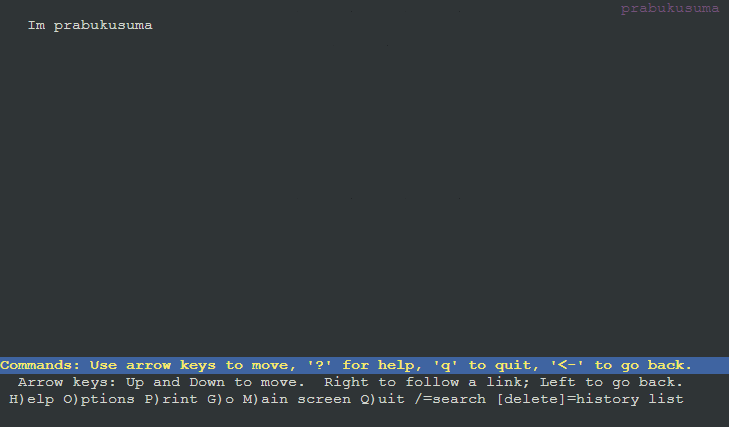 prabukusuma
Im prabukusuma
Commands: Use arrow keys to move, '?' for help, 'q' to quit, '<-' to go back.
Arrow keys: Up and Down to move. Right to follow a link; Left to go back.
H)elp O)ptions P)rint G)o M)ain screen Q)uit /=search [delete]=history list